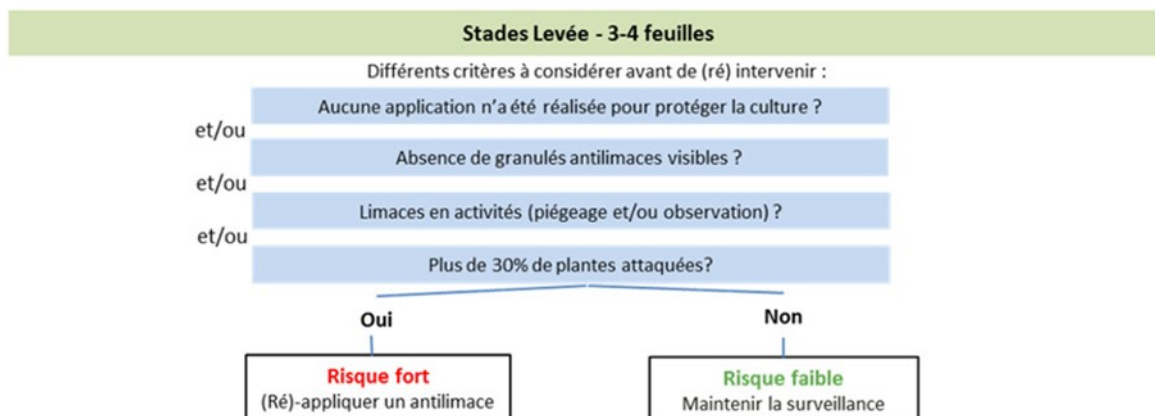 Stades Levée - 3-4 feuilles
Différents critères à considérer avant de (ré) intervenir :
Aucune application n'a été réalisée pour protéger la culture ?
et/ou
Absence de granulés antilimaces visibles ?
et/ou
Limaces en activités (piégeage et/ou observation) ?
et/ou
Plus de 30% de plantes attaquées?
Oui
Non
Risque fort
(Ré)-appliquer un antilimace
Risque faible
Maintenir la surveillance